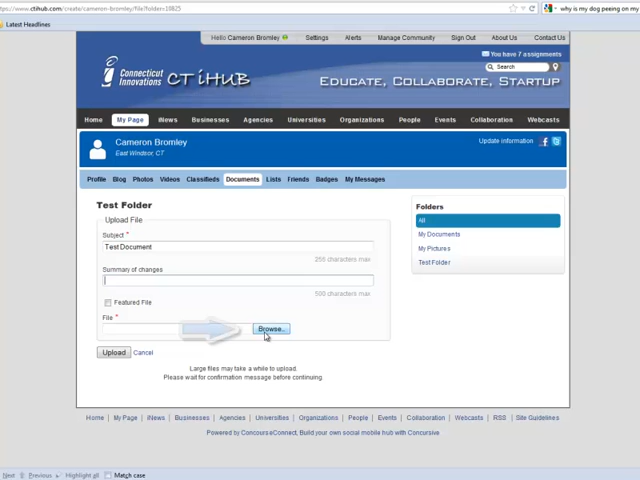 ps://www.ctihub.com/create/cameron-bromley/file?folder=10825
why is my dog peeing on my
Latest Headlines
Hello Cameron Bromley Settings Alerts Manage Community Sign Out About Us Contact Us
You have 7 assignments
Search
Connecticut Innovations
CT iHUB
EDUCATE, COLLABORATE, STARTUP
Home My Page iNews Businesses Agencies Universities Organizations People Events Collaboration Webcasts
Cameron Bromley
East Windsor, CT
Update information
Profile Blog Photos Videos Classifieds Documents Lists Friends Badges My Messages
Test Folder
Upload File
Subject *
Test Document
255 characters max
Summary of changes
500 characters max
Featured File
File *
Browse...
Upload Cancel
Large files may take a while to upload.
Please wait for confirmation message before continuing.
Folders
All
My Documents
My Pictures
Test Folder
Home | My Page | iNews | Businesses | Agencies | Universities | Organizations | People | Events | Collaboration | Webcasts | RSS | Site Guidelines
Powered by ConcourseConnect, Build your own social mobile hub with Concursive
Next Previous Highlight all Match case